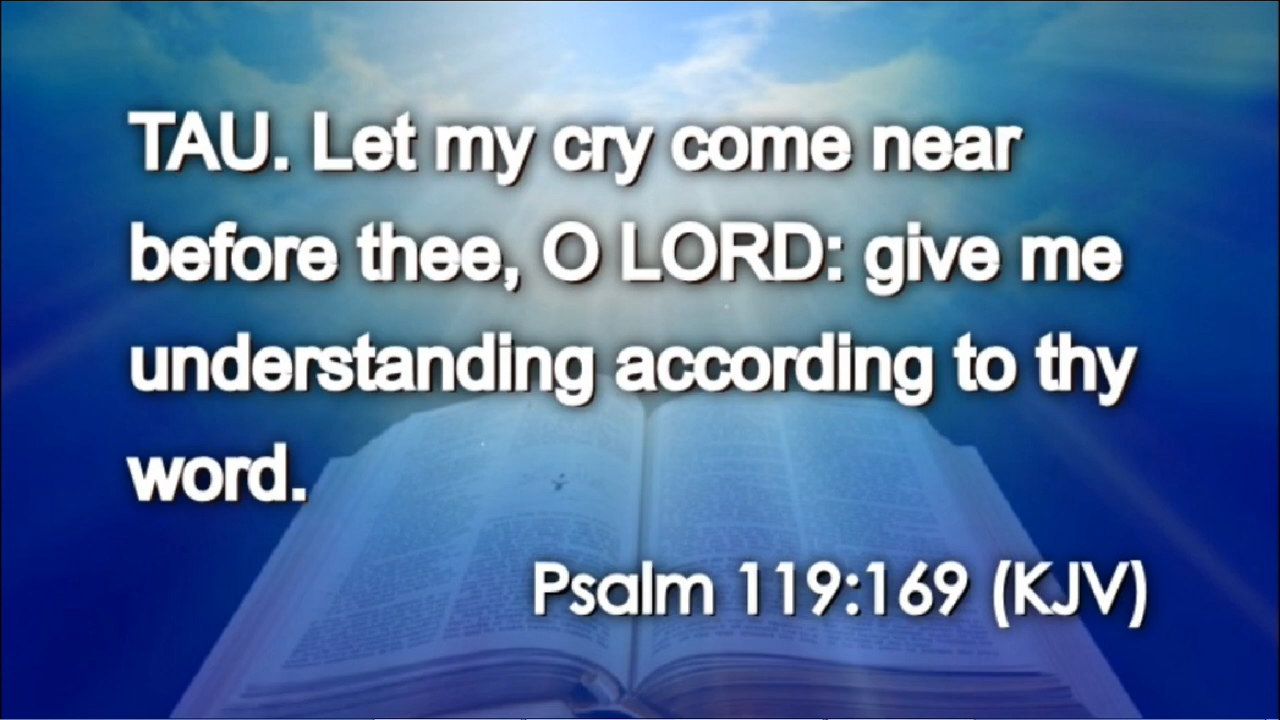 TAU. Let my cry come near
before thee, O LORD: give me
understanding according to thy
word.
Psalm 119:169 (KJV)